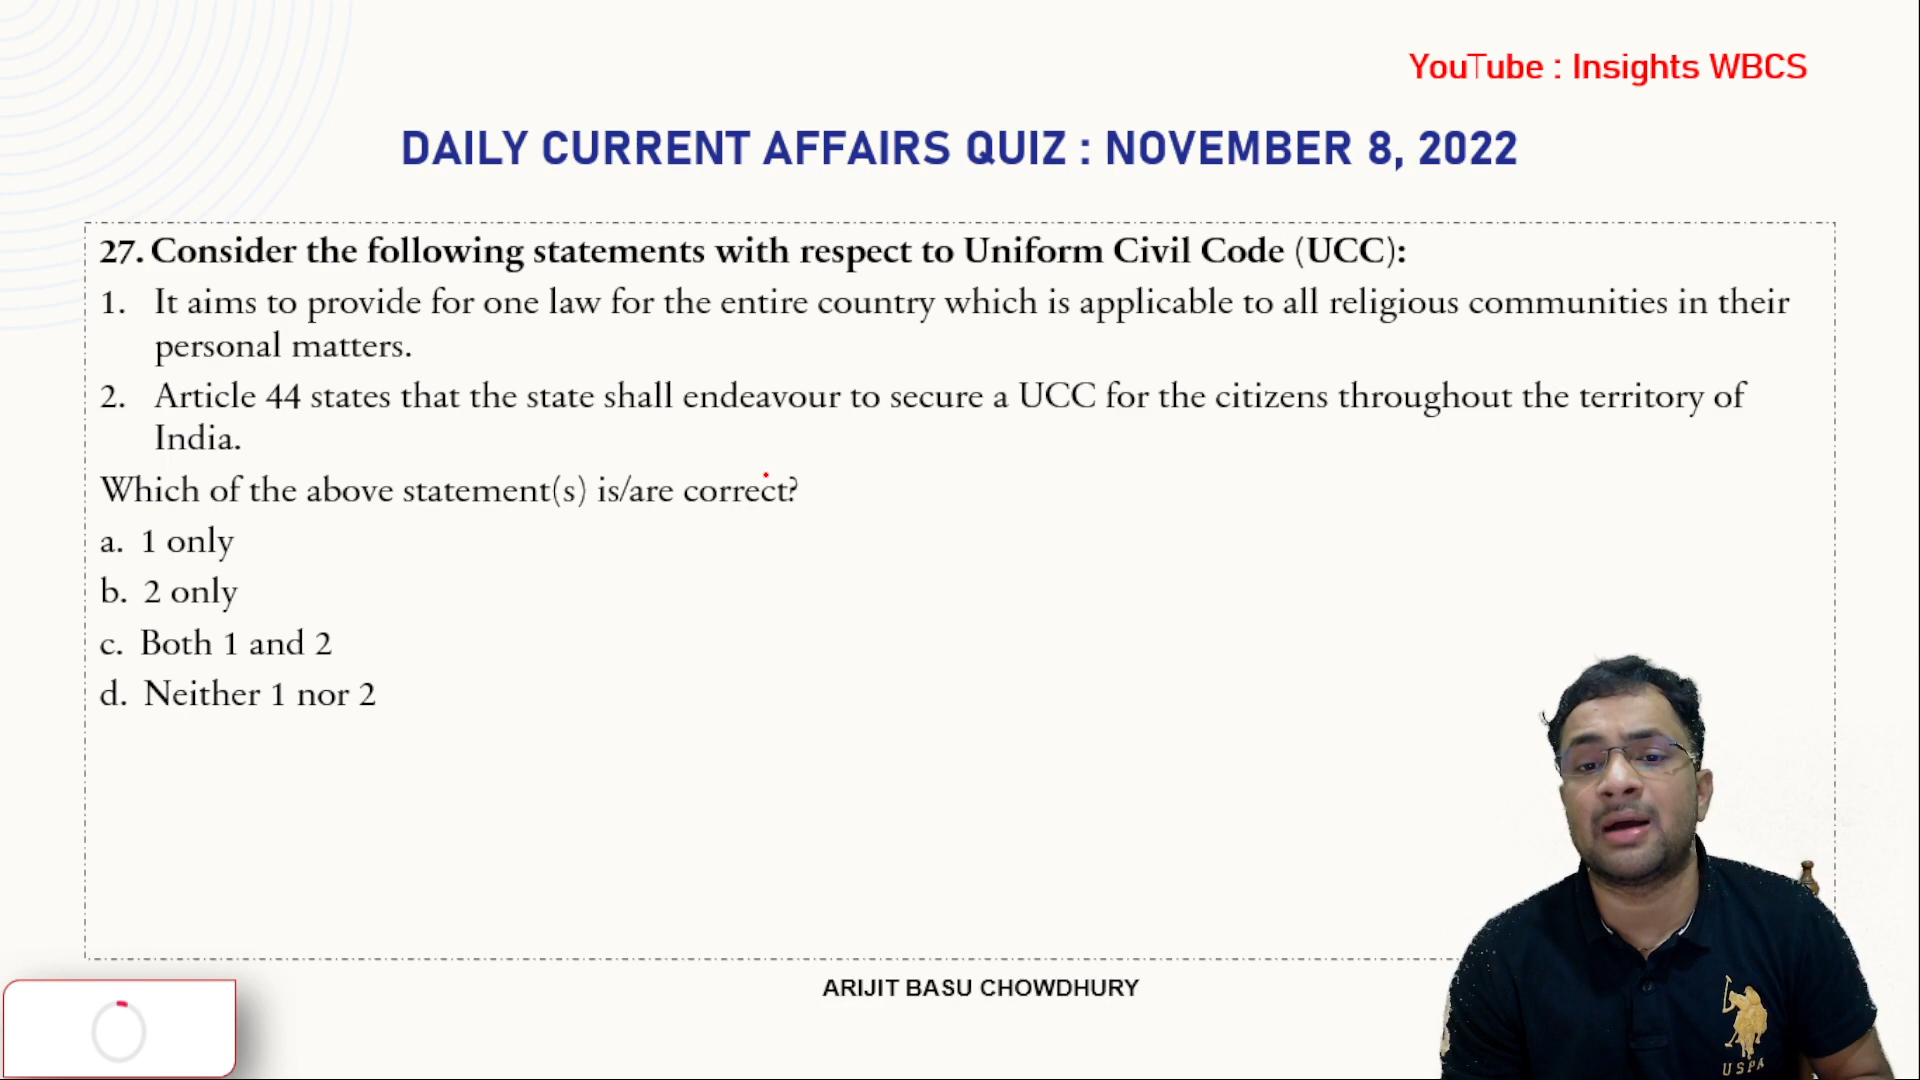 YouTube : Insights WBCS
DAILY CURRENT AFFAIRS QUIZ : NOVEMBER 8, 2022
27. Consider the following statements with respect to Uniform Civil Code (UCC):
1. It aims to provide for one law for the entire country which is applicable to all religious communities in their
personal matters.
2. Article 44 states that the state shall endeavour to secure a UCC for the citizens throughout the territory of
India.
Which of the above statement(s) is/are correct?
a. 1 only
b. 2 only
c. Both 1 and 2
d. Neither 1 nor 2
ARIJIT BASU CHOWDHURY
USPA